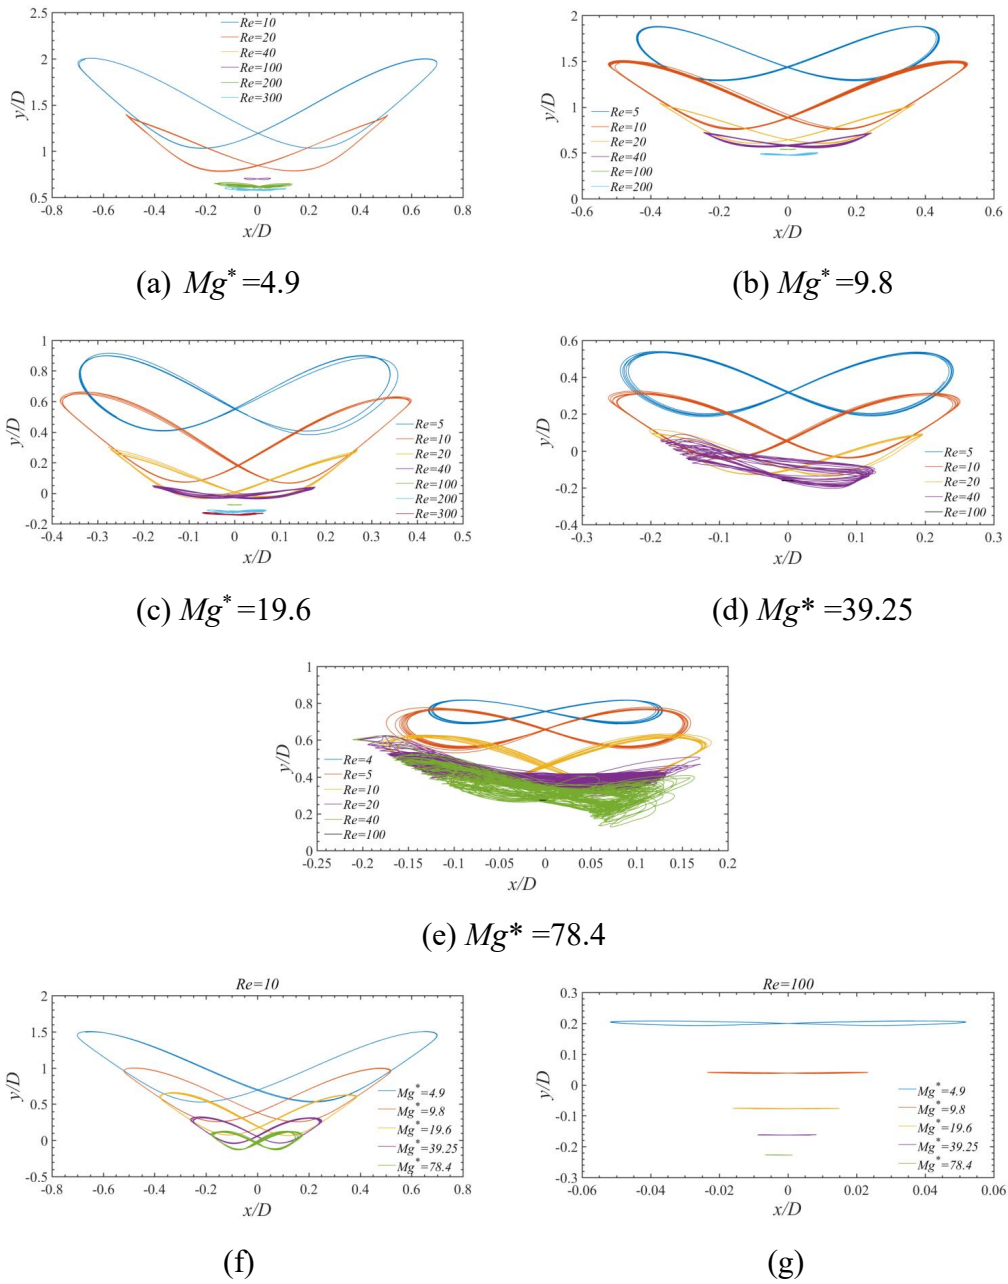 2.5
2
1.5
1
0.5
y/D
Re=10
Re=20
Re=40
Re=100
Re=200
Re=300
-0.8 -0.6 -0.4 -0.2 0 0.2 0.4 0.6 0.8
x/D
(a) Mg* =4.9
2
1.5
1
0.5
0
y/D
Re=5
Re=10
Re=20
Re=40
Re=100
Re=200
-0.6 -0.4 -0.2 0 0.2 0.4 0.6
x/D
(b) Mg* =9.8
1
0.8
0.6
0.4
0.2
0
-0.2
y/D
Re=5
Re=10
Re=20
Re=40
Re=100
Re=200
Re=300
-0.4 -0.3 -0.2 -0.1 0 0.1 0.2 0.3 0.4 0.5
x/D
(c) Mg* =19.6
0.6
0.4
0.2
0
-0.2
-0.4
y/D
Re=5
Re=10
Re=20
Re=40
Re=100
-0.3 -0.2 -0.1 0 0.1 0.2 0.3
x/D
(d) Mg* =39.25
1
0.8
0.6
0.4
0.2
0
y/D
Re=4
Re=5
Re=10
Re=20
Re=40
Re=100
-0.25 -0.2 -0.15 -0.1 -0.05 0 0.05 0.1 0.15 0.2
x/D
(e) Mg* =78.4
Re=10
2
1.5
1
0.5
0
-0.5
y/D
Mg*=4.9
Mg*=9.8
Mg*=19.6
Mg*=39.25
Mg*=78.4
-0.8 -0.6 -0.4 -0.2 0 0.2 0.4 0.6 0.8
x/D
(f)
Re=100
0.3
0.2
0.1
0
-0.1
-0.2
-0.3
y/D
Mg*=4.9
Mg*=9.8
Mg*=19.6
Mg*=39.25
Mg*=78.4
-0.06 -0.04 -0.02 0 0.02 0.04 0.06
x/D
(g)